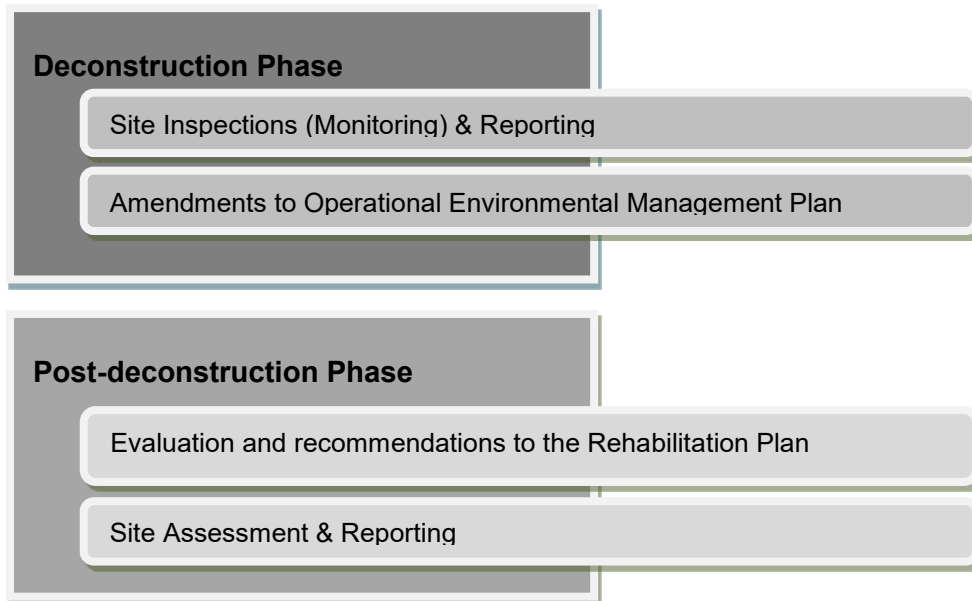 Deconstruction Phase
Site Inspections (Monitoring) & Reporting
Amendments to Operational Environmental Management Plan
Post-deconstruction Phase
Evaluation and recommendations to the Rehabilitation Plan
Site Assessment & Reporting